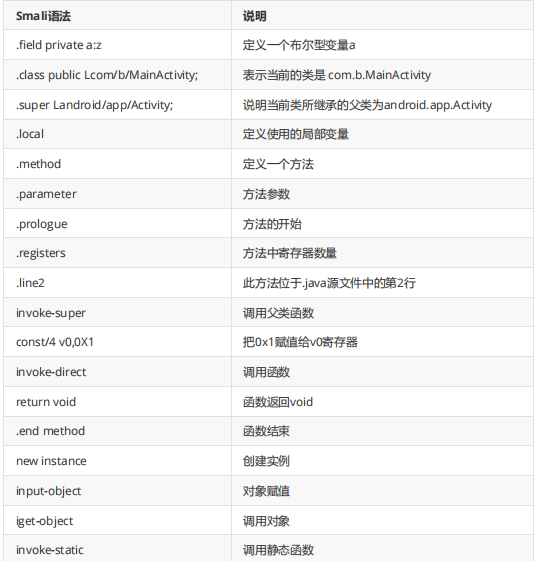 Smali语法 说明
.field private a:z 定义一个布尔型变量a
.class public Lcom/b/MainActivity; 表示当前的类是 com.b.MainActivity
.super Landroid/app/Activity; 说明当前类所继承的父类为android.app.Activity
.local 定义使用的局部变量
.method 定义一个方法
.parameter 方法参数
.prologue 方法的开始
.registers 方法中寄存器数量
.line2 此方法位于.java源文件中的第2行
invoke-super 调用父类函数
const/4 v0,0X1 把0x1赋值给v0寄存器
invoke-direct 调用函数
return void 函数返回void
.end method 函数结束
new instance 创建实例
input-object 对象赋值
iget-object 调用对象
invoke-static 调用静态函数